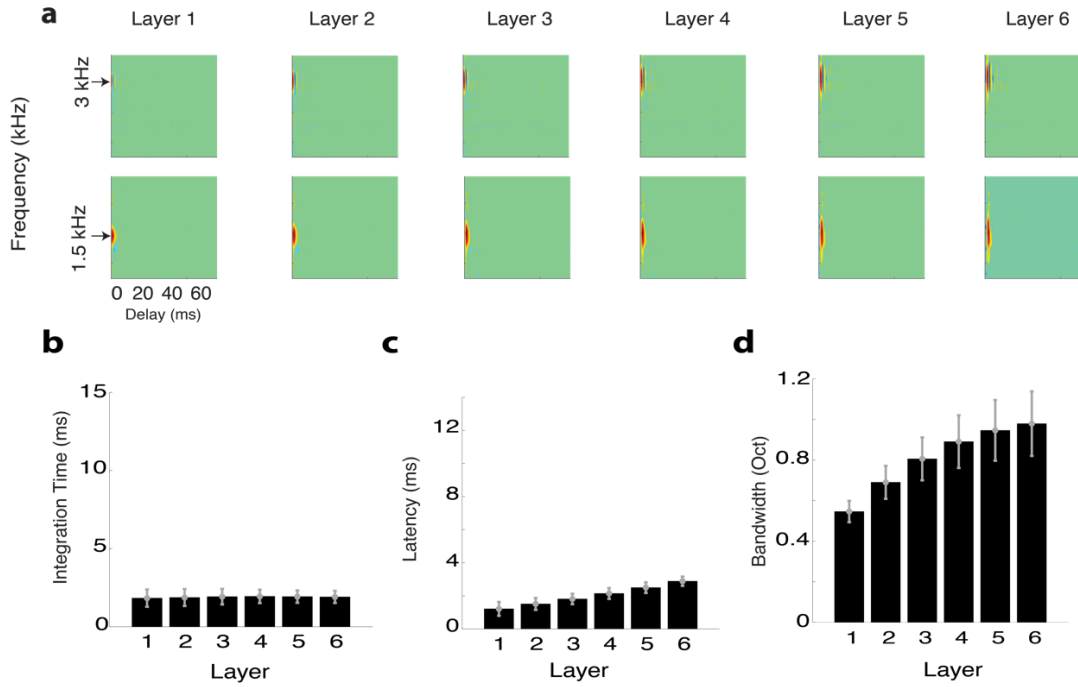 a
Layer 1 Layer 2 Layer 3 Layer 4 Layer 5 Layer 6
Frequency (kHz)
3 kHz
1.5 kHz
0 20 40 60
Delay (ms)
b
Integration Time (ms)
15
10
5
0
1 2 3 4 5 6
Layer
c
Latency (ms)
12
8
4
0
1 2 3 4 5 6
Layer
d
Bandwidth (Oct)
1.2
0.8
0.4
0
1 2 3 4 5 6
Layer